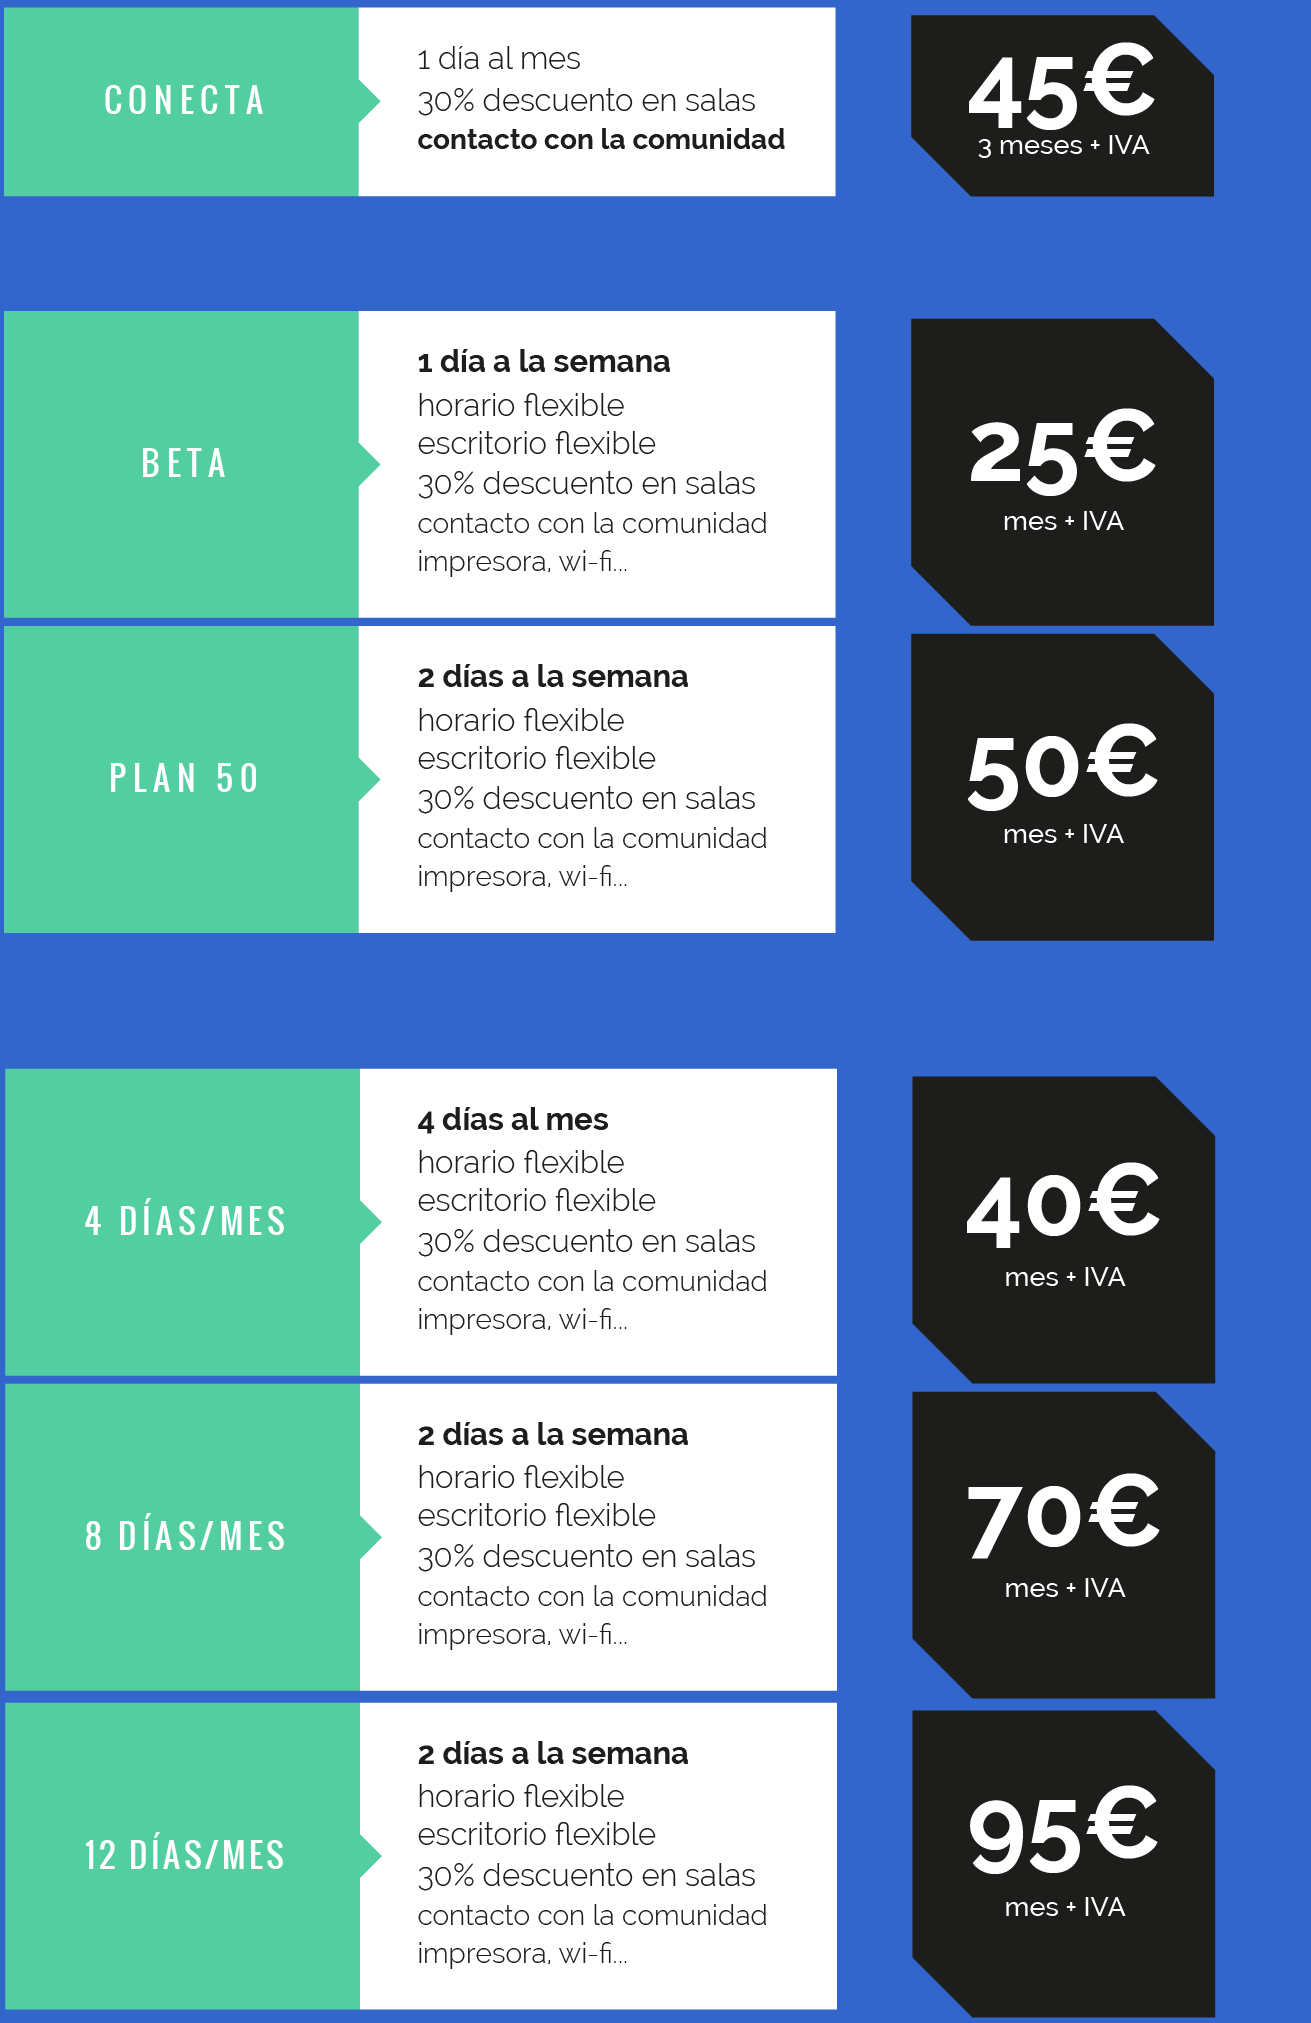 CONECTA
1 día al mes
30% descuento en salas
contacto con la comunidad
45€
3 meses + IVA
BETA
1 día a la semana
horario flexible
escritorio flexible
30% descuento en salas
contacto con la comunidad
impresora, wi-fi...
25€
mes + IVA
PLAN 50
2 días a la semana
horario flexible
escritorio flexible
30% descuento en salas
contacto con la comunidad
impresora, wi-fi...
50€
mes + IVA
4 DÍAS/MES
4 días al mes
horario flexible
escritorio flexible
30% descuento en salas
contacto con la comunidad
impresora, wi-fi...
40€
mes + IVA
8 DÍAS/MES
2 días a la semana
horario flexible
escritorio flexible
30% descuento en salas
contacto con la comunidad
impresora, wi-fi...
70€
mes + IVA
12 DÍAS/MES
2 días a la semana
horario flexible
escritorio flexible
30% descuento en salas
contacto con la comunidad
impresora, wi-fi...
95€
mes + IVA